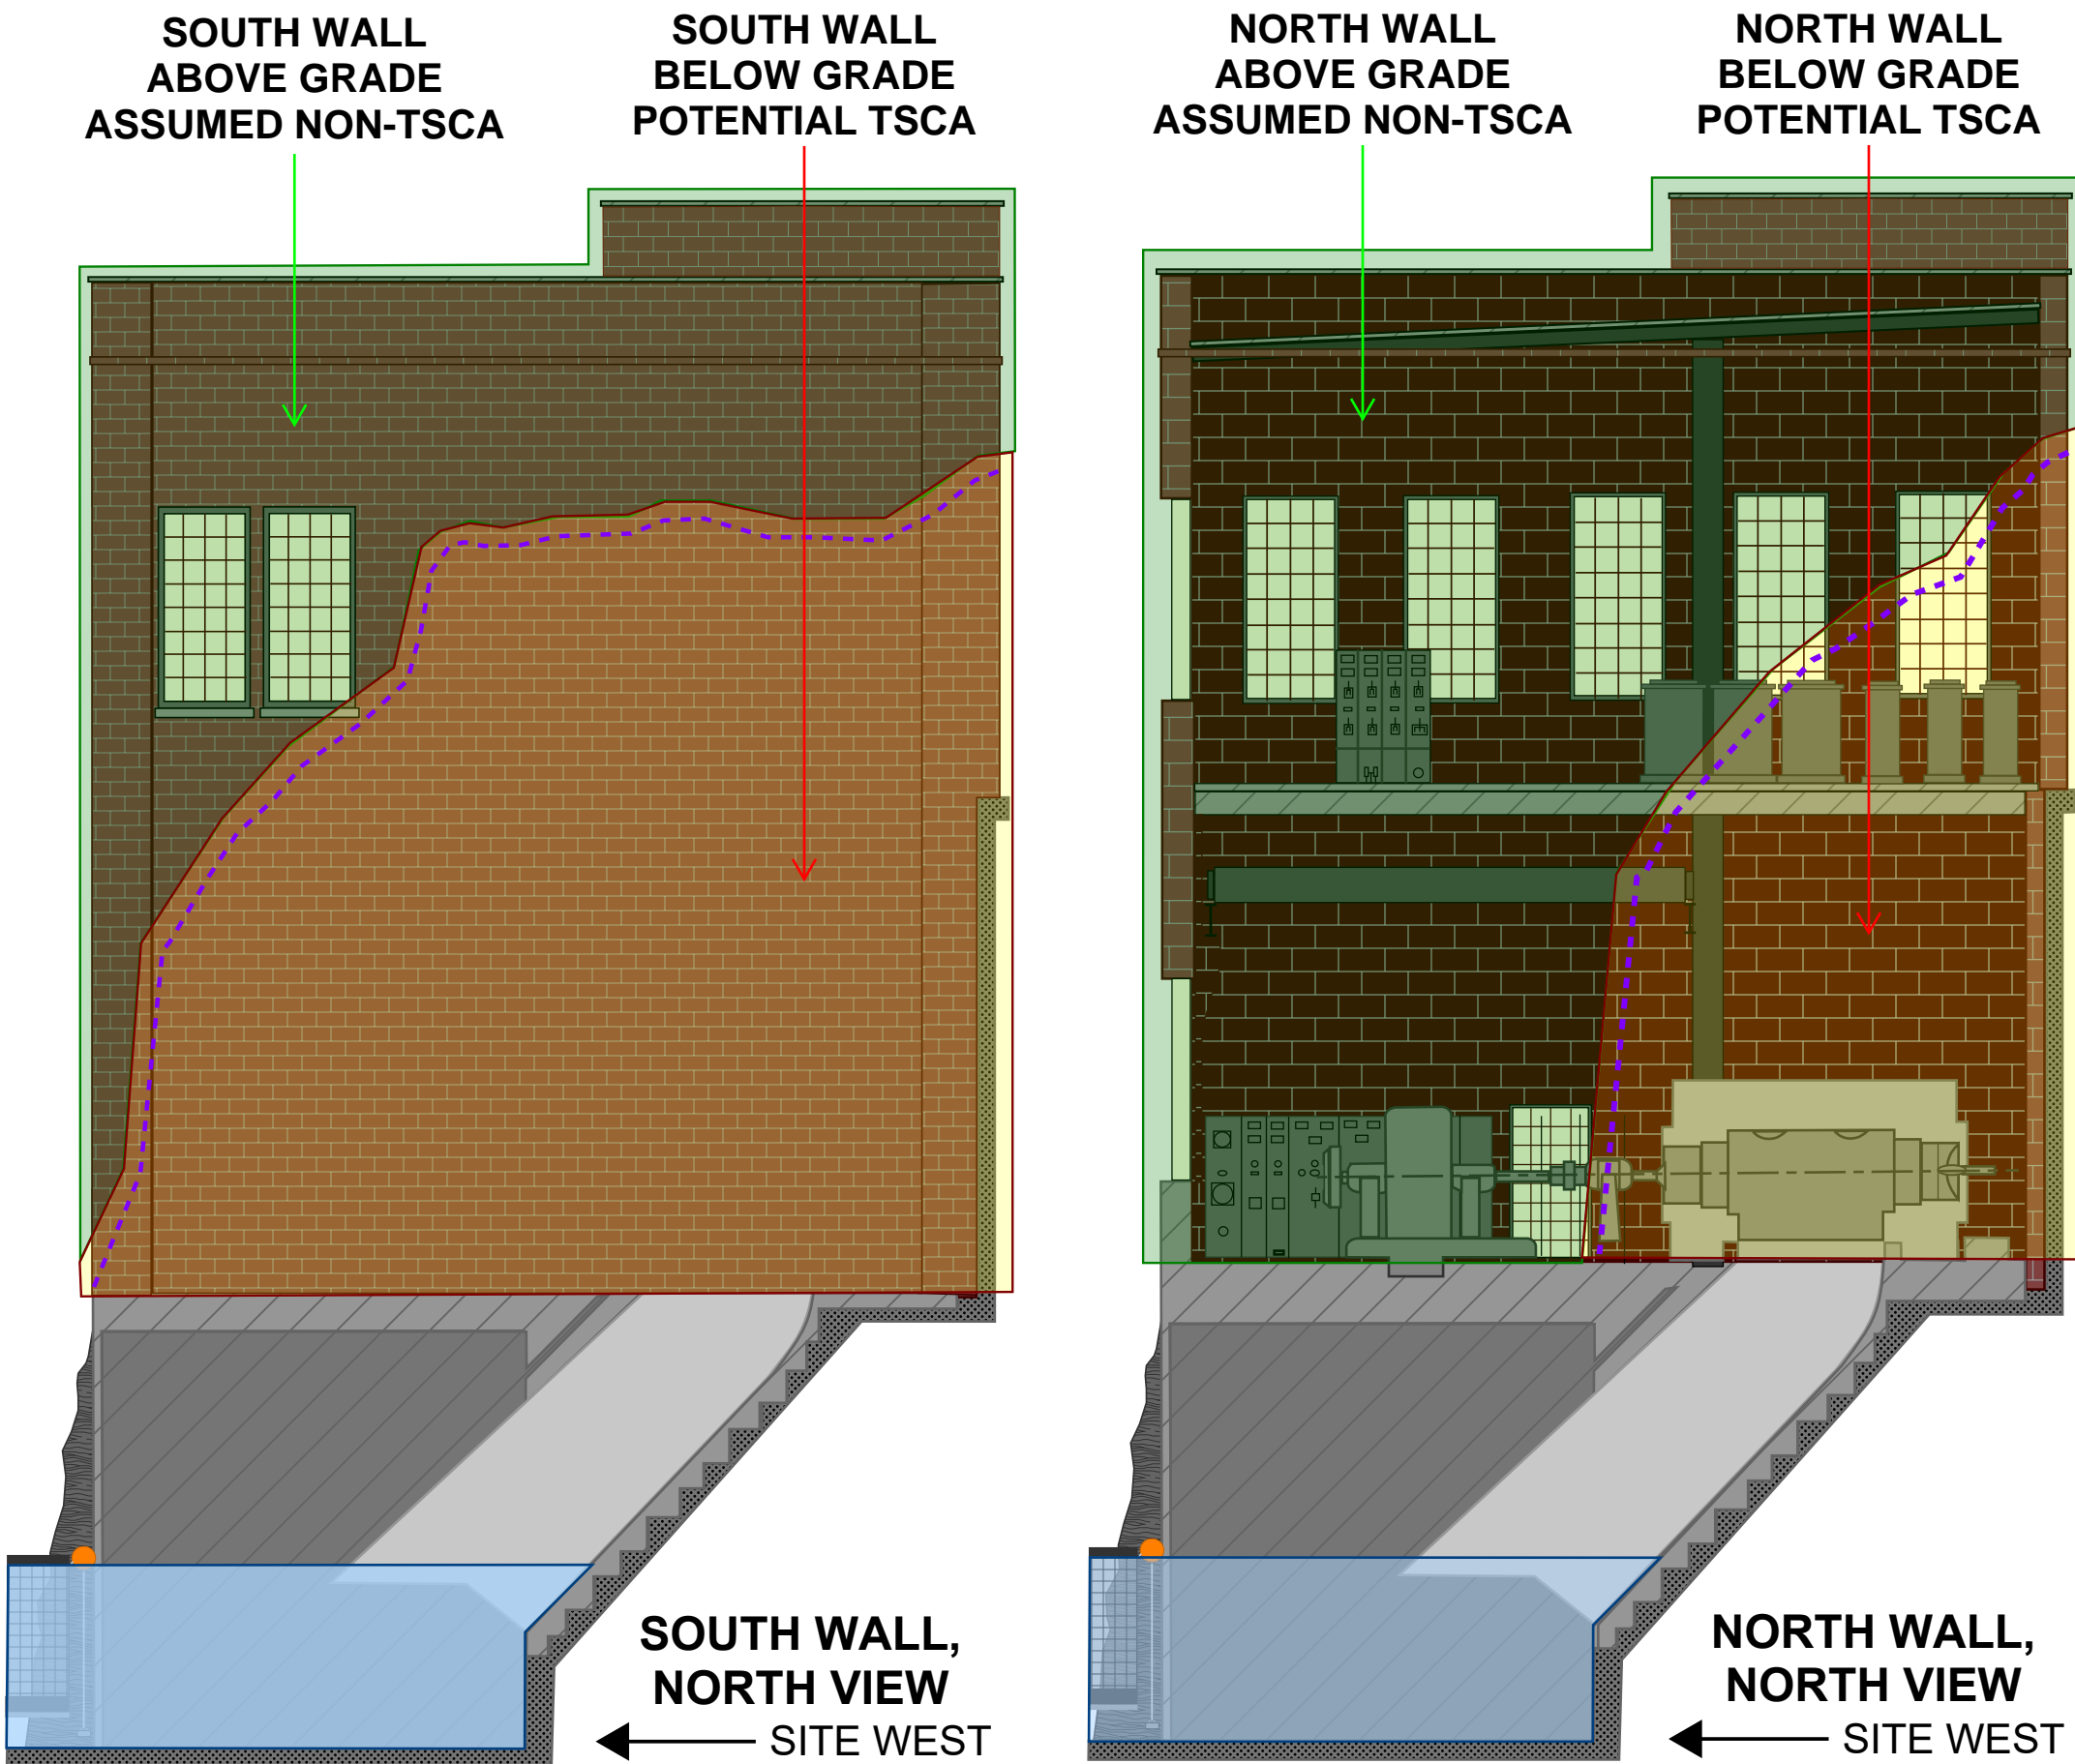 SOUTH WALL
ABOVE GRADE
ASSUMED NON-TSCA
SOUTH WALL
BELOW GRADE
POTENTIAL TSCA
NORTH WALL
ABOVE GRADE
ASSUMED NON-TSCA
NORTH WALL
BELOW GRADE
POTENTIAL TSCA
SOUTH WALL,
NORTH VIEW
SITE WEST
NORTH WALL,
NORTH VIEW
SITE WEST